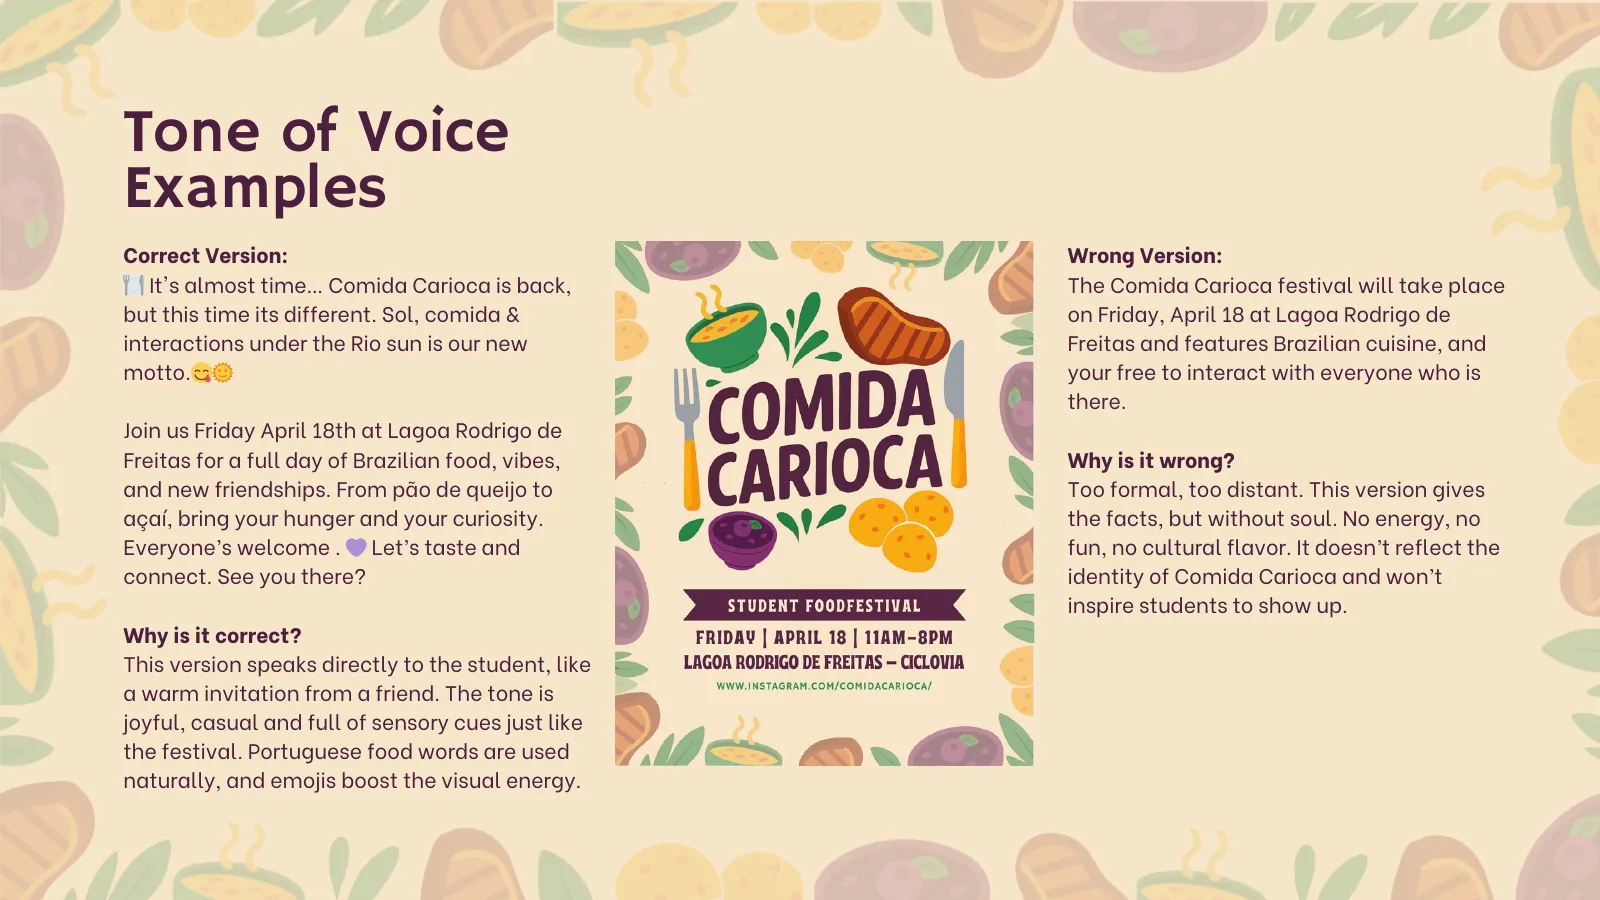 Tone of Voice
Examples
Correct Version:
🍽️ It's almost time... Comida Carioca is back,
but this time its different. Sol, comida &
interactions under the Rio sun is our new
motto.😋🌞
Join us Friday April 18th at Lagoa Rodrigo de
Freitas for a full day of Brazilian food, vibes,
and new friendships. From pão de queijo to
açaí, bring your hunger and your curiosity.
Everyone's welcome . 💜 Let's taste and
connect. See you there?
Why is it correct?
This version speaks directly to the student, like
a warm invitation from a friend. The tone is
joyful, casual and full of sensory cues just like
the festival. Portuguese food words are used
naturally, and emojis boost the visual energy.
COMIDA
CARIOCA
STUDENT FOODFESTIVAL
FRIDAY | APRIL 18 | 11AM–8PM
LAGOA RODRIGO DE FREITAS – CICLOVIA
WWW.INSTAGRAM.COM/COMIDACARIOCA/
Wrong Version:
The Comida Carioca festival will take place
on Friday, April 18 at Lagoa Rodrigo de
Freitas and features Brazilian cuisine, and
your free to interact with everyone who is
there.
Why is it wrong?
Too formal, too distant. This version gives
the facts, but without soul. No energy, no
fun, no cultural flavor. It doesn't reflect the
identity of Comida Carioca and won't
inspire students to show up.